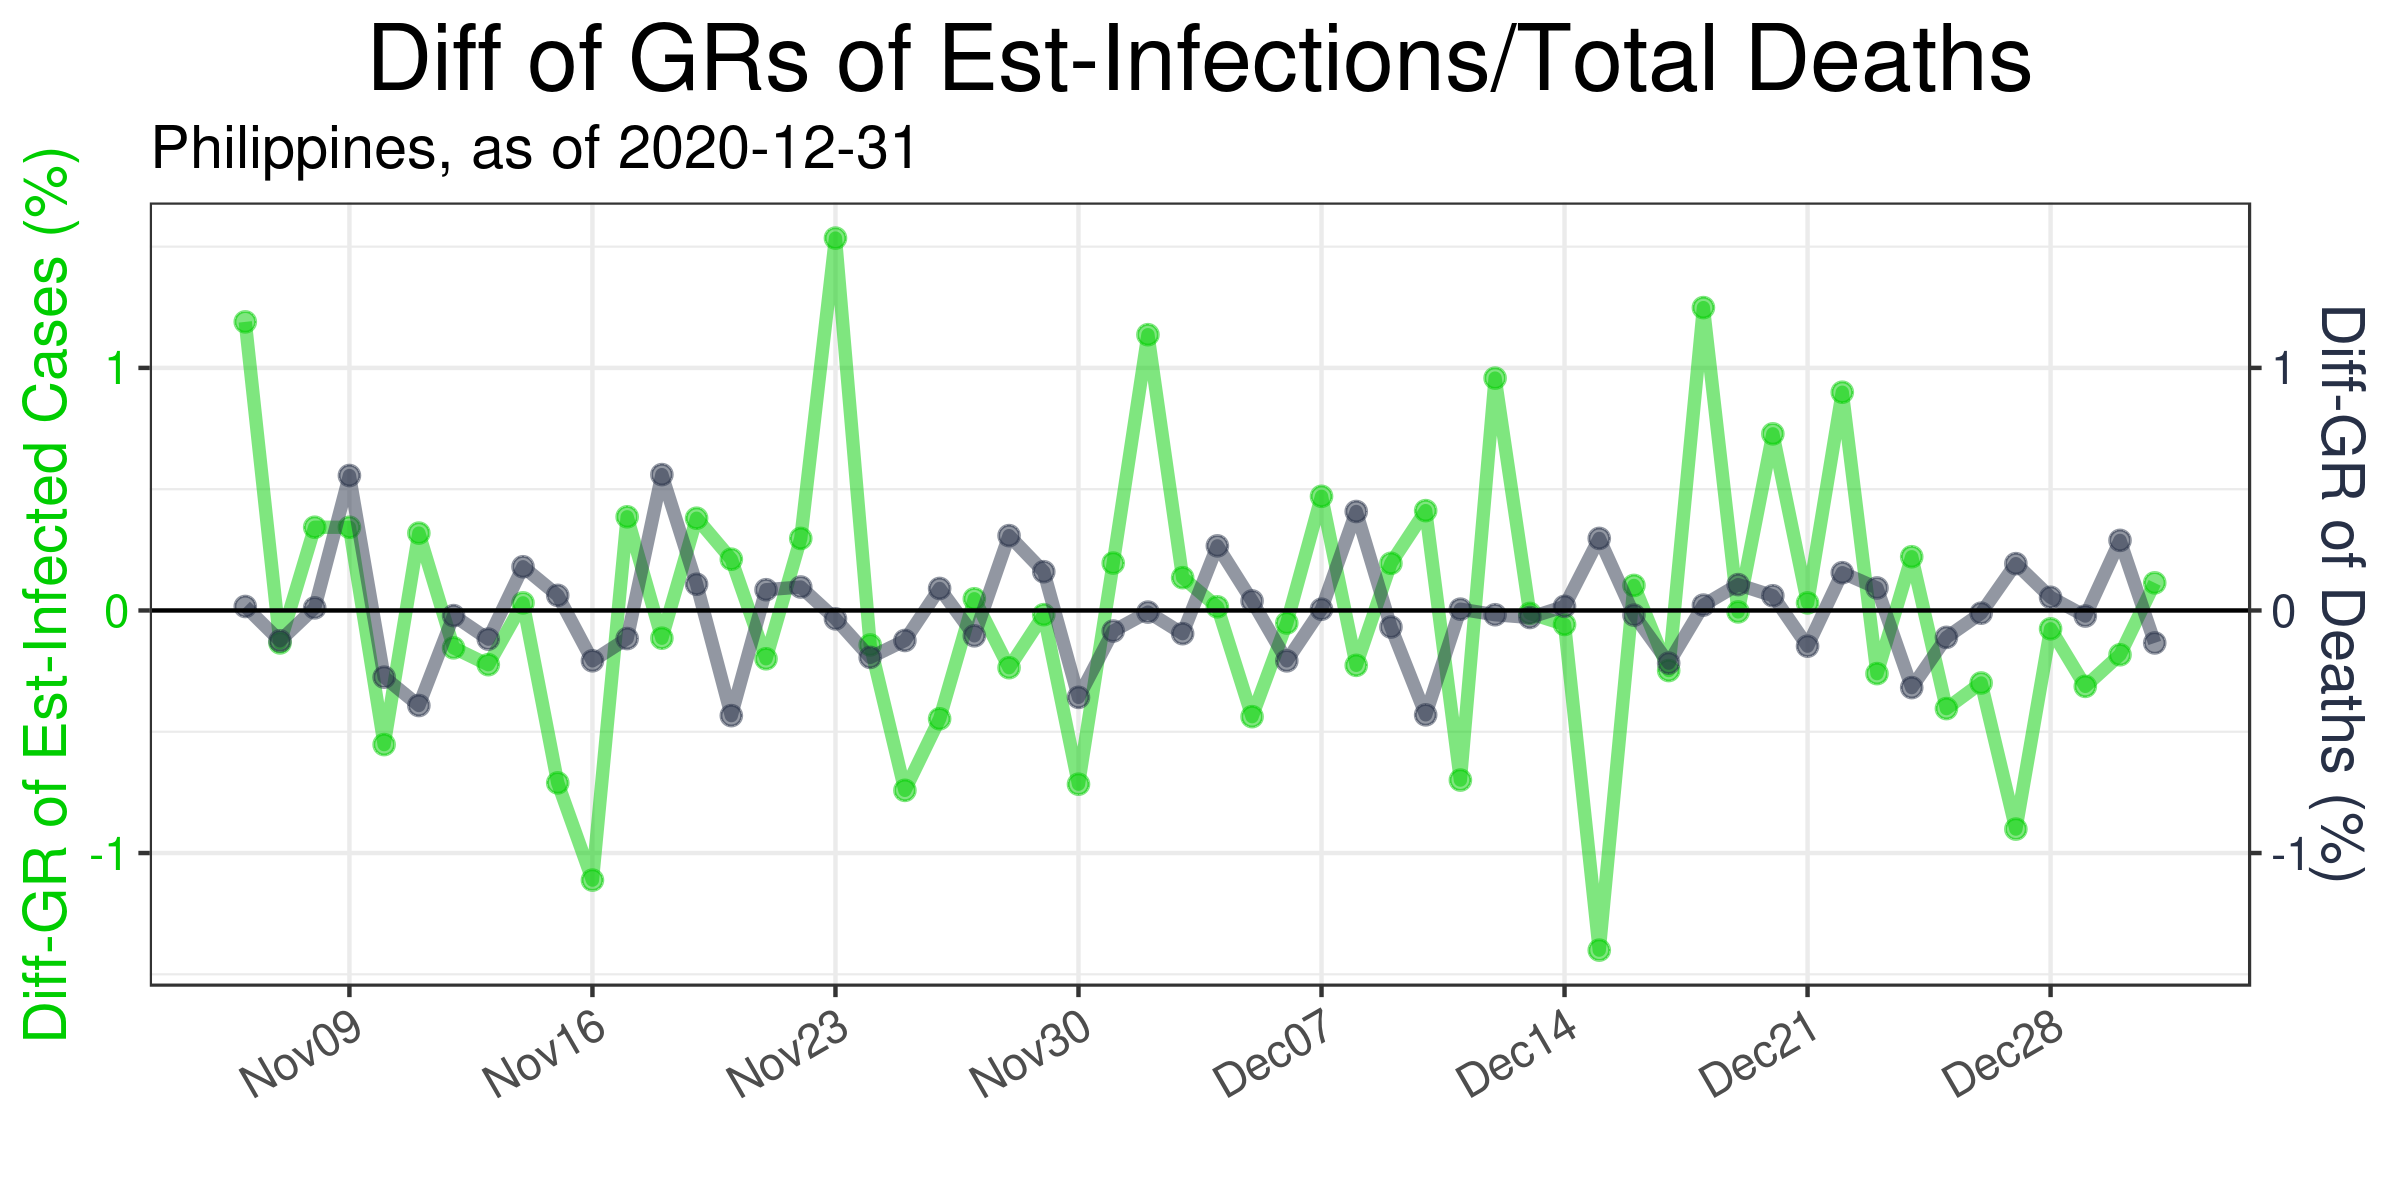 Diff of GRs of Est-Infections/Total Deaths
Philippines, as of 2020-12-31
Diff-GR of Est-Infected Cases (%)
1
0
-1
1
0
-1
Diff-GR of Deaths (%)
Nov09
Nov16
Nov23
Nov30
Dec07
Dec14
Dec21
Dec28